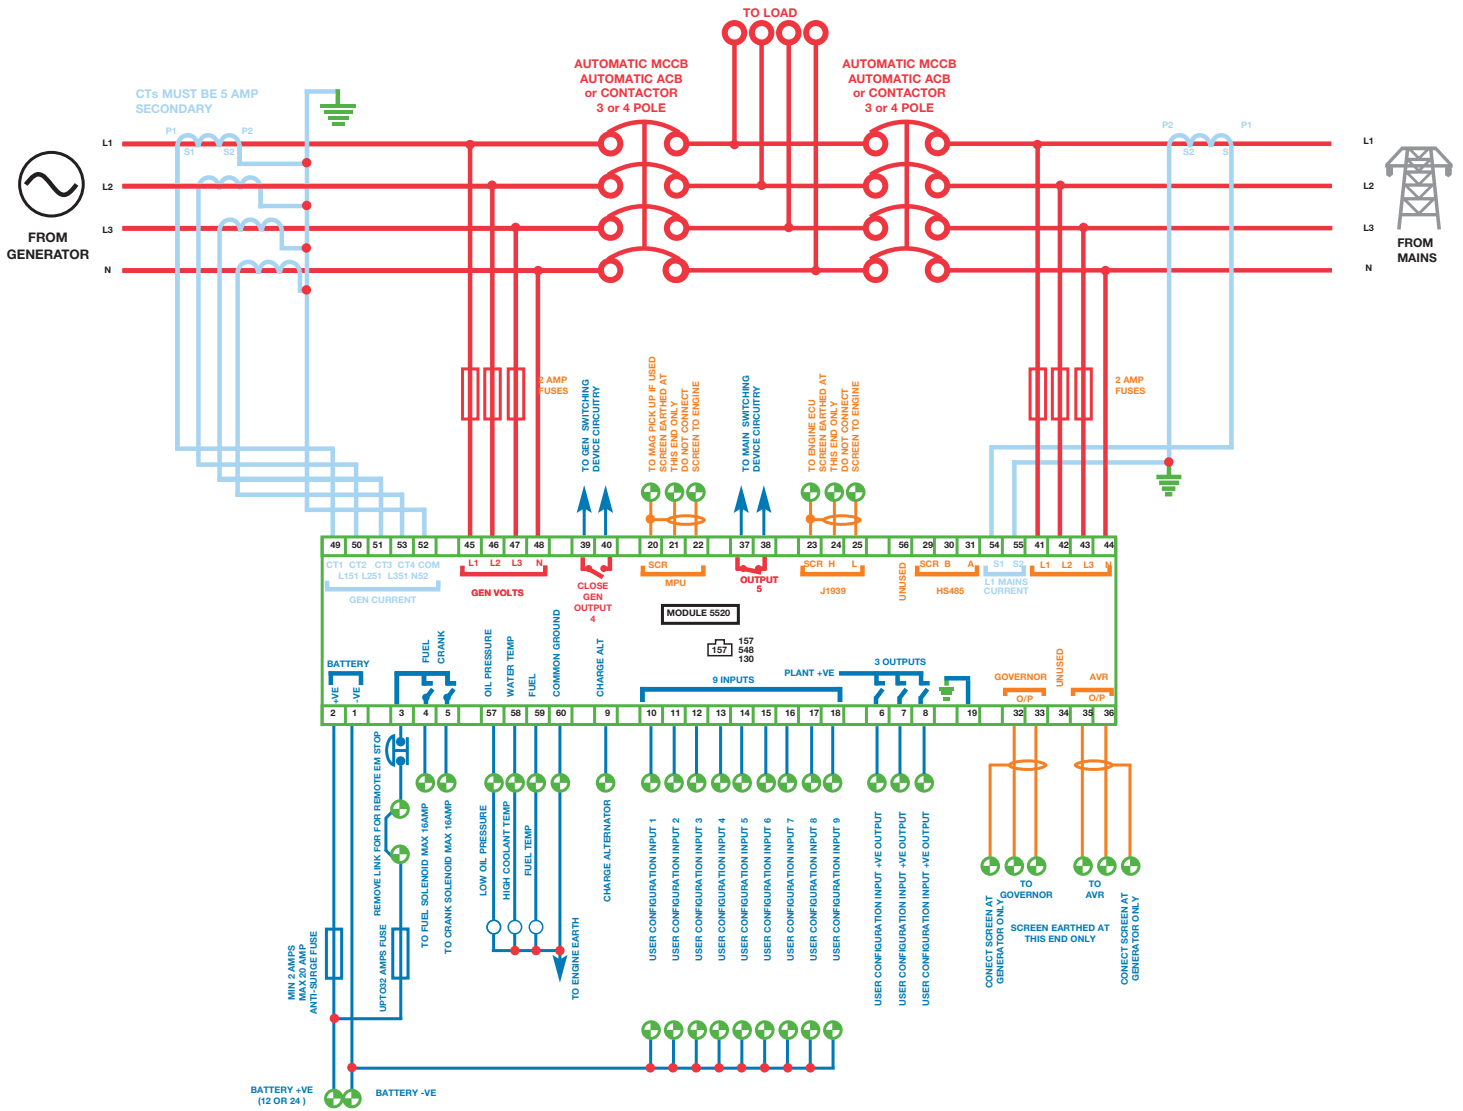 TO LOAD
AUTOMATIC MCCB
AUTOMATIC ACB
or CONTACTOR
3 or 4 POLE
AUTOMATIC MCCB
AUTOMATIC ACB
or CONTACTOR
3 or 4 POLE
CTs MUST BE 5 AMP
SECONDARY
P1
P2
S1
S2
P2
P1
S2
S
L1
L2
L3
N
L1
L2
L3
N
FROM
GENERATOR
FROM
MAINS
2 AMP
FUSES
TO GEN SWITCHING
DEVICE CIRCUITRY
TO MAG PICK UP IF USED
SCREEN EARTHED AT
THIS END ONLY
DO NOT CONNECT
SCREEN TO ENGINE
TO MAIN SWITCHING
DEVICE CIRCUITRY
TO ENGINE ECU
SCREEN EARTHED AT
THIS END ONLY
DO NOT CONNECT
SCREEN TO ENGINE
2 AMP
FUSES
49 50 51 53 52 45 46 47 48 39 40 20 21 22 37 38 23 24 25 56 29 30 31 54 55 41 42 43 44
CT1 CT2 CT3 CT4 COM
L151 L251 L351 N52
GEN CURRENT
L1 L2 L3 N
GEN VOLTS
CLOSE
GEN
OUTPUT
4
SCR
MPU
OUTPUT
5
SCR H L
J1939
UNUSED
SCR B A
HS485
S1 S2
L1 MAINS
CURRENT
L1 L2 L3 N
MODULE 5520
157
157
548
130
BATTERY
+VE
-VE
FUEL
CRANK
OIL PRESSURE
WATER TEMP
FUEL
COMMON GROUND
CHARGE ALT
9 INPUTS
PLANT +VE
3 OUTPUTS
GOVERNOR
O/P
UNUSED
AVR
O/P
2 1 3 4 5 57 58 59 60 9 10 11 12 13 14 15 16 17 18 6 7 8 19 32 33 34 35 36
MIN 2 AMPS
MAX 20 AMP
ANTI-SURGE FUSE
REMOVE LINK FOR FOR REMOTE EM STOP
UPTO32 AMPS FUSE
TO FUEL SOLENOID MAX 16AMP
TO CRANK SOLENOID MAX 16AMP
LOW OIL PRESSURE
HIGH COOLANT TEMP
FUEL TEMP
TO ENGINE EARTH
CHARGE ALTERNATOR
USER CONFIGURATION INPUT 1
USER CONFIGURATION INPUT 2
USER CONFIGURATION INPUT 3
USER CONFIGURATION INPUT 4
USER CONFIGURATION INPUT 5
USER CONFIGURATION INPUT 6
USER CONFIGURATION INPUT 7
USER CONFIGURATION INPUT 8
USER CONFIGURATION INPUT 9
USER CONFIGURATION INPUT +VE OUTPUT
USER CONFIGURATION INPUT +VE OUTPUT
USER CONFIGURATION INPUT +VE OUTPUT
CONECT SCREEN AT
GENERATOR ONLY
TO
GOVERNOR
TO
AVR
SCREEN EARTHED AT
THIS END ONLY
CONECT SCREEN AT
GENERATOR ONLY
BATTERY +VE
(12 OR 24 )
BATTERY -VE